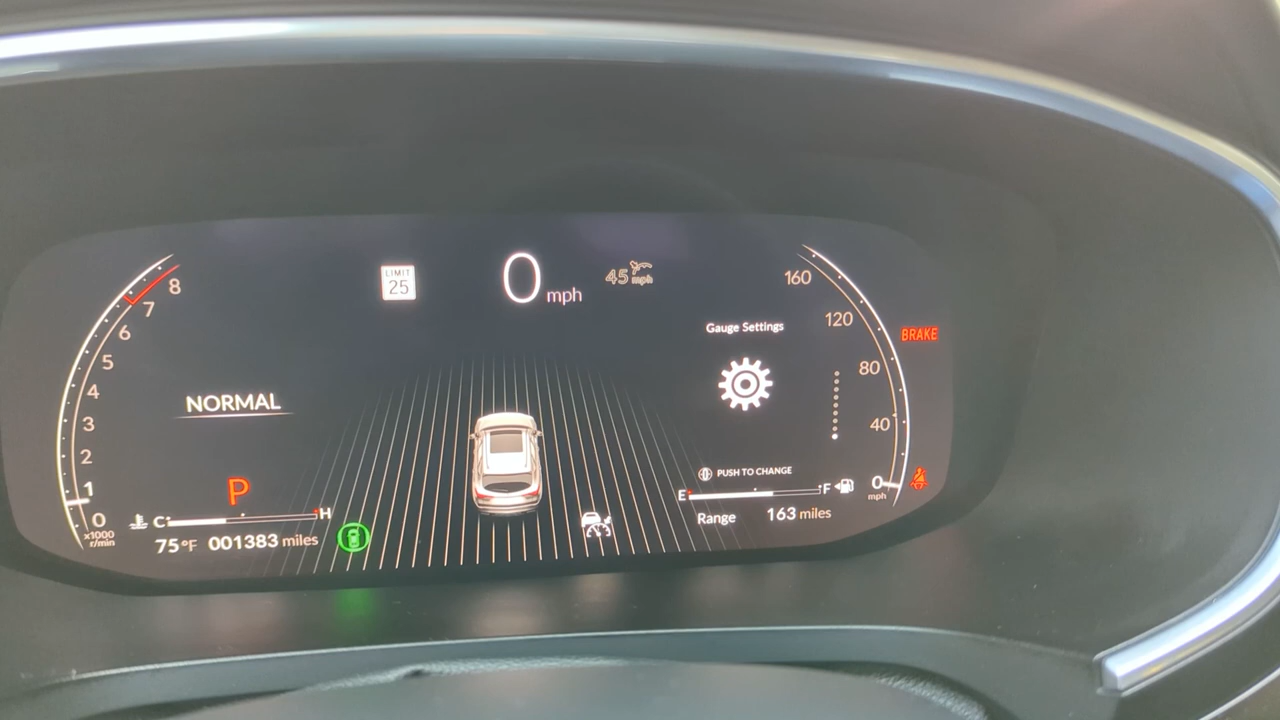 8
7
6
5
4
3
2
1
0
x1000
r/min
NORMAL
P
C H
75°F 001383 miles
LIMIT
25
0 mph
45 mph
Gauge Settings
PUSH TO CHANGE
E F
Range 163 miles
160
120
80
40
0
mph
BRAKE